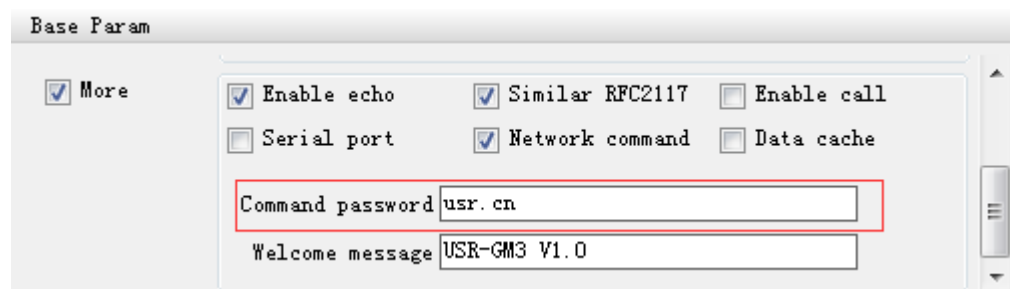 Base Param
More
Enable echo Similar RFC2117 Enable call
Serial port Network command Data cache
Command password usr.cn
Welcome message USR-GM3 V1.0